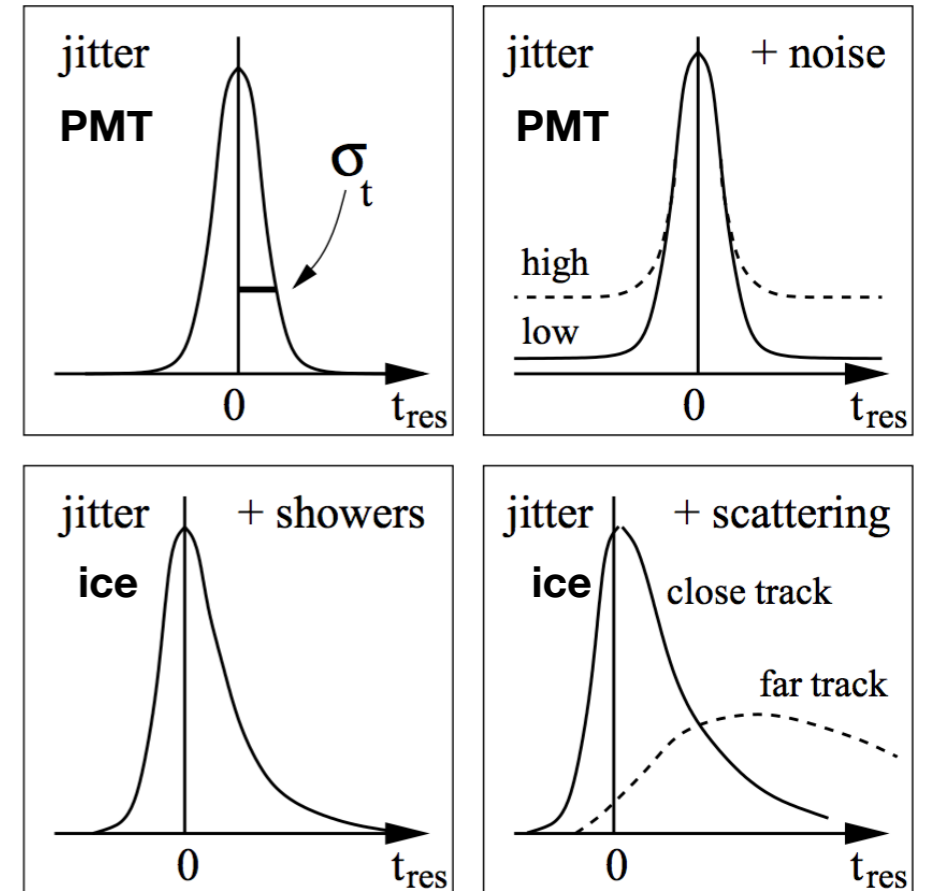 jitter
PMT
σt
0
tres
jitter + noise
PMT
high
low
0
tres
jitter + showers
ice
0
tres
jitter + scattering
ice close track
far track
0
tres